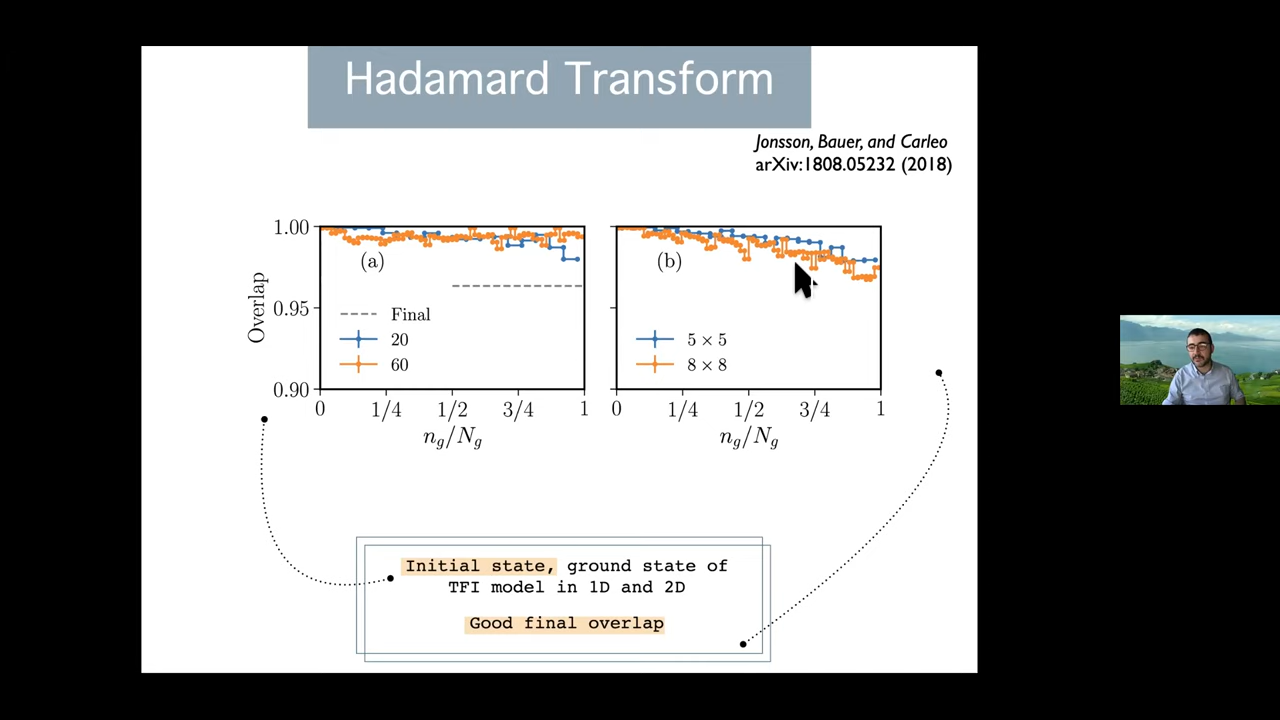 Hadamard Transform
Jonsson, Bauer, and Carleo
arXiv:1808.05232 (2018)
Overlap
1.00
0.95
0.90
(a)
Final
20
60
0 1/4 1/2 3/4 1
n_g/N_g
(b)
5 × 5
8 × 8
0 1/4 1/2 3/4 1
n_g/N_g
Initial state, ground state of
TFI model in 1D and 2D
Good final overlap